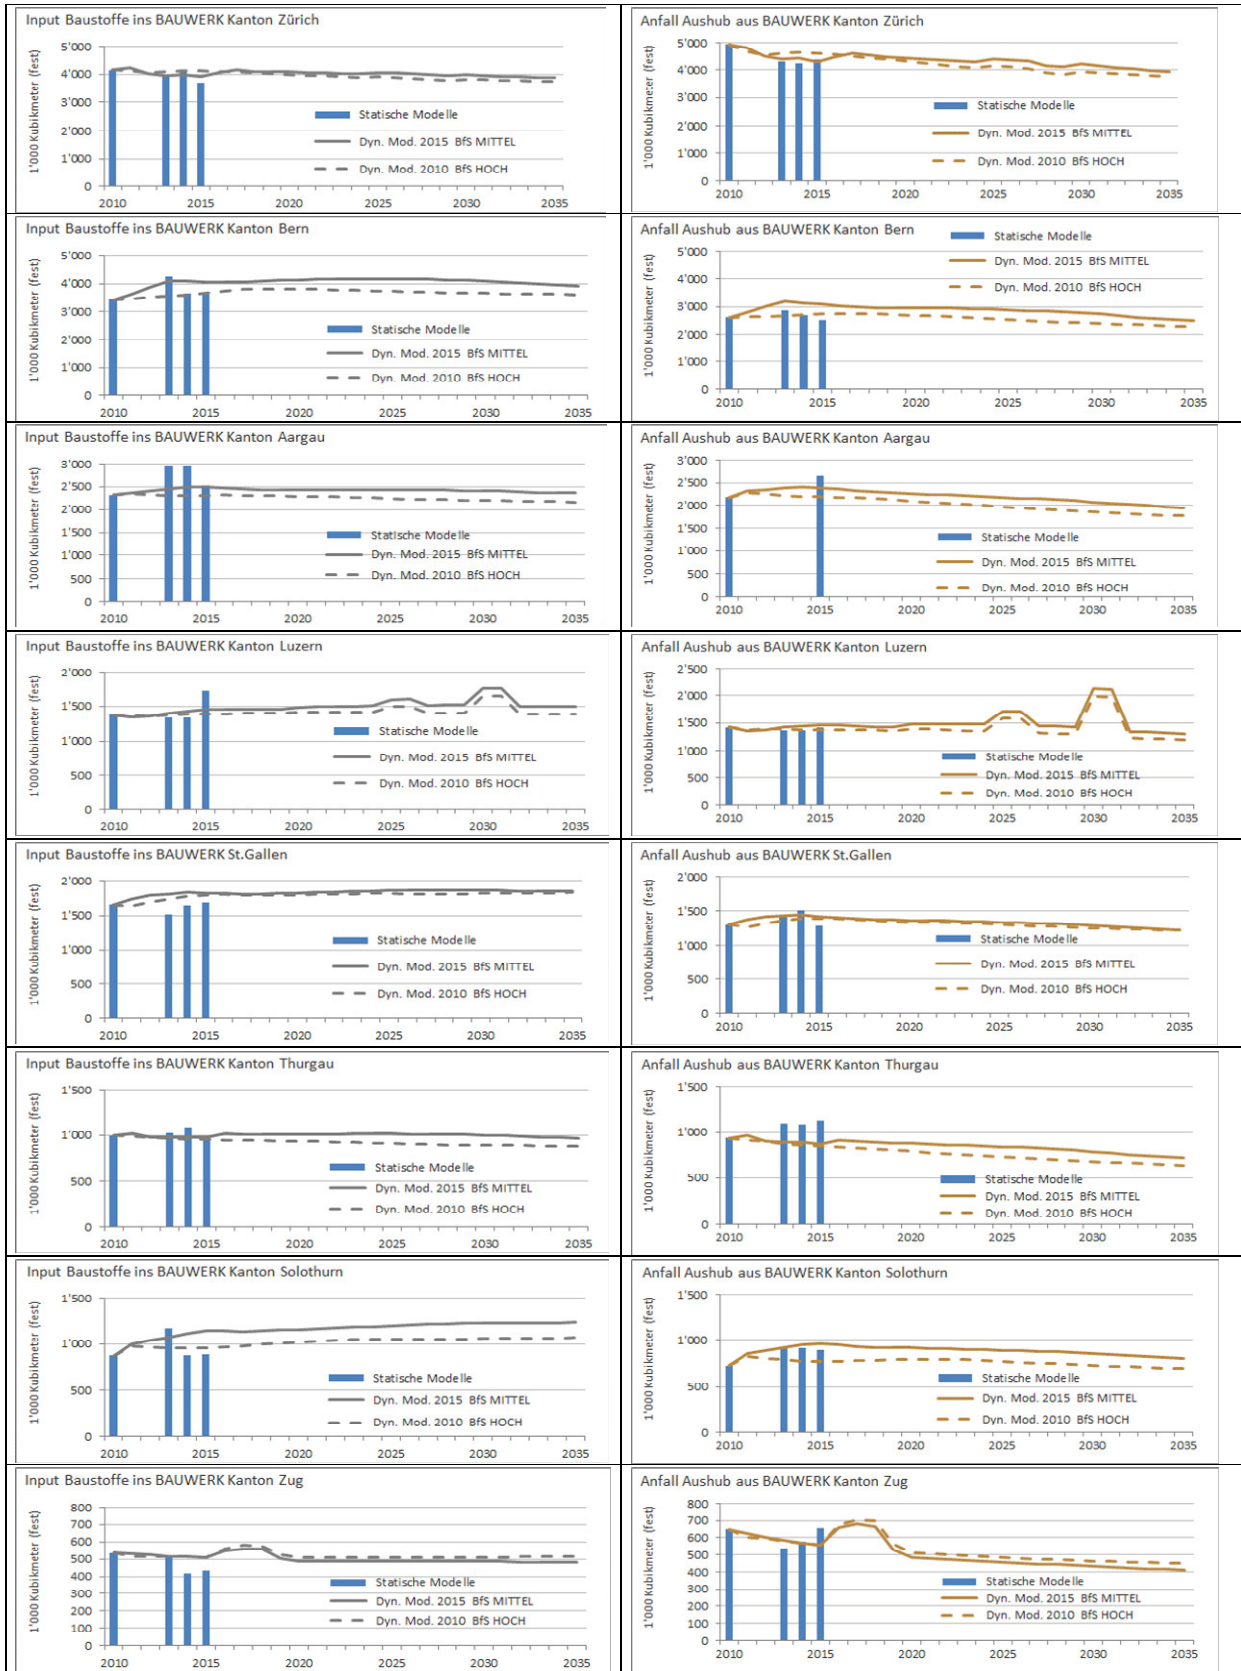 Input Baustoffe ins BAUWERK Kanton Zürich
1'000 Kubikmeter (fest)
5'000
4'000
3'000
2'000
1'000
0
Statische Modelle
Dyn. Mod. 2015 BfS MITTEL
Dyn. Mod. 2010 BfS HOCH
2010 2015 2020 2025 2030 2035
Anfall Aushub aus BAUWERK Kanton Zürich
1'000 Kubikmeter (fest)
5'000
4'000
3'000
2'000
1'000
0
Statische Modelle
Dyn. Mod. 2015 BfS MITTEL
Dyn. Mod. 2010 BfS HOCH
2010 2015 2020 2025 2030 2035
Input Baustoffe ins BAUWERK Kanton Bern
1'000 Kubikmeter (fest)
5'000
4'000
3'000
2'000
1'000
0
Statische Modelle
Dyn. Mod. 2015 BfS MITTEL
Dyn. Mod. 2010 BfS HOCH
2010 2015 2020 2025 2030 2035
Anfall Aushub aus BAUWERK Kanton Bern
1'000 Kubikmeter (fest)
5'000
4'000
3'000
2'000
1'000
0
Statische Modelle
Dyn. Mod. 2015 BfS MITTEL
Dyn. Mod. 2010 BfS HOCH
2010 2015 2020 2025 2030 2035
Input Baustoffe ins BAUWERK Kanton Aargau
1'000 Kubikmeter (fest)
3'000
2'500
2'000
1'500
1'000
500
0
Statische Modelle
Dyn. Mod. 2015 BfS MITTEL
Dyn. Mod. 2010 BfS HOCH
2010 2015 2020 2025 2030 2035
Anfall Aushub aus BAUWERK Kanton Aargau
1'000 Kubikmeter (fest)
3'000
2'500
2'000
1'500
1'000
500
0
Statische Modelle
Dyn. Mod. 2015 BfS MITTEL
Dyn. Mod. 2010 BfS HOCH
2010 2015 2020 2025 2030 2035
Input Baustoffe ins BAUWERK Kanton Luzern
1'000 Kubikmeter (fest)
2'000
1'500
1'000
500
0
Statische Modelle
Dyn. Mod. 2015 BfS MITTEL
Dyn. Mod. 2010 BfS HOCH
2010 2015 2020 2025 2030 2035
Anfall Aushub aus BAUWERK Kanton Luzern
1'000 Kubikmeter (fest)
2'500
2'000
1'500
1'000
500
0
Statische Modelle
Dyn. Mod. 2015 BfS MITTEL
Dyn. Mod. 2010 BfS HOCH
2010 2015 2020 2025 2030 2035
Input Baustoffe ins BAUWERK St.Gallen
1'000 Kubikmeter (fest)
2'000
1'500
1'000
500
0
Statische Modelle
Dyn. Mod. 2015 BfS MITTEL
Dyn. Mod. 2010 BfS HOCH
2010 2015 2020 2025 2030 2035
Anfall Aushub aus BAUWERK St.Gallen
1'000 Kubikmeter (fest)
2'000
1'500
1'000
500
0
Statische Modelle
Dyn. Mod. 2015 BfS MITTEL
Dyn. Mod. 2010 BfS HOCH
2010 2015 2020 2025 2030 2035
Input Baustoffe ins BAUWERK Kanton Thurgau
1'000 Kubikmeter (fest)
1'500
1'000
500
0
Statische Modelle
Dyn. Mod. 2015 BfS MITTEL
Dyn. Mod. 2010 BfS HOCH
2010 2015 2020 2025 2030 2035
Anfall Aushub aus BAUWERK Kanton Thurgau
1'000 Kubikmeter (fest)
1'500
1'000
500
0
Statische Modelle
Dyn. Mod. 2015 BfS MITTEL
Dyn. Mod. 2010 BfS HOCH
2010 2015 2020 2025 2030 2035
Input Baustoffe ins BAUWERK Kanton Solothurn
1'000 Kubikmeter (fest)
1'500
1'000
500
0
Statische Modelle
Dyn. Mod. 2015 BfS MITTEL
Dyn. Mod. 2010 BfS HOCH
2010 2015 2020 2025 2030 2035
Anfall Aushub aus BAUWERK Kanton Solothurn
1'000 Kubikmeter (fest)
1'500
1'000
500
0
Statische Modelle
Dyn. Mod. 2015 BfS MITTEL
Dyn. Mod. 2010 BfS HOCH
2010 2015 2020 2025 2030 2035
Input Baustoffe ins BAUWERK Kanton Zug
1'000 Kubikmeter (fest)
800
700
600
500
400
300
200
100
0
Statische Modelle
Dyn. Mod. 2015 BfS MITTEL
Dyn. Mod. 2010 BfS HOCH
2010 2015 2020 2025 2030 2035
Anfall Aushub aus BAUWERK Kanton Zug
1'000 Kubikmeter (fest)
800
700
600
500
400
300
200
100
0
Statische Modelle
Dyn. Mod. 2015 BfS MITTEL
Dyn. Mod. 2010 BfS HOCH
2010 2015 2020 2025 2030 2035